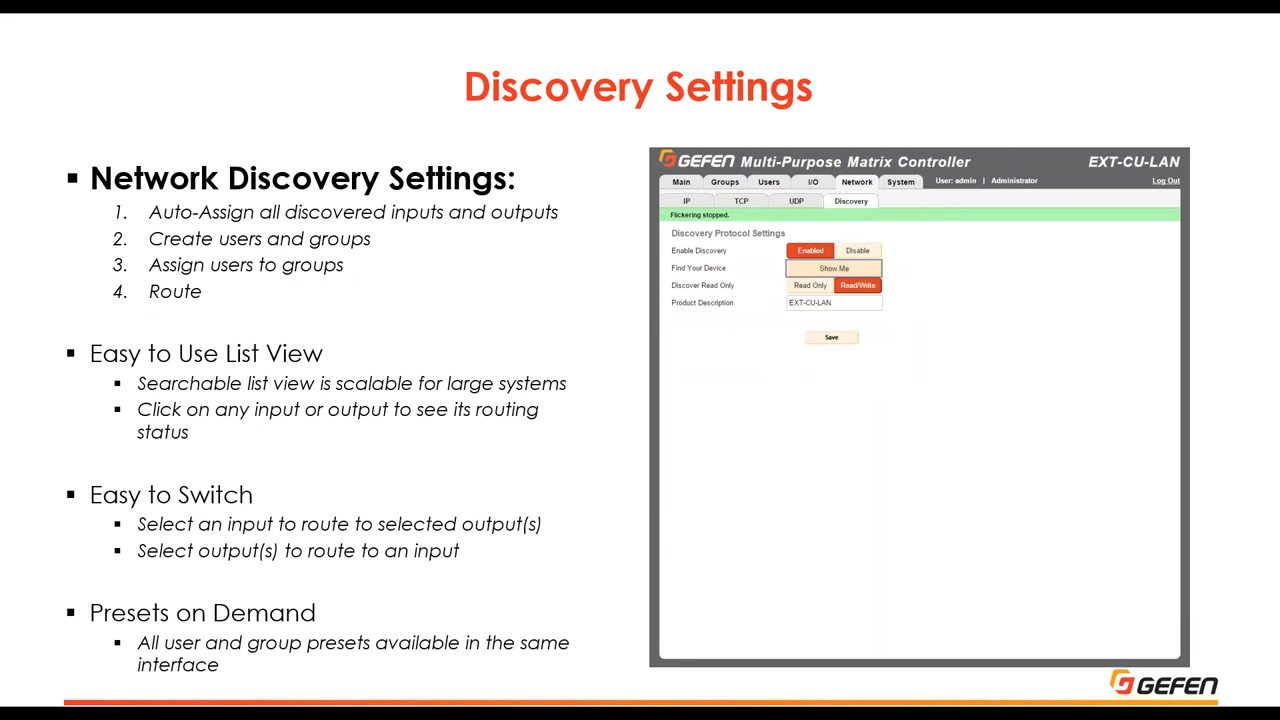 Discovery Settings
▪ Network Discovery Settings:
1. Auto-Assign all discovered inputs and outputs
2. Create users and groups
3. Assign users to groups
4. Route
▪ Easy to Use List View
▪ Searchable list view is scalable for large systems
▪ Click on any input or output to see its routing
status
▪ Easy to Switch
▪ Select an input to route to selected output(s)
▪ Select output(s) to route to an input
▪ Presets on Demand
▪ All user and group presets available in the same
interface
GEFEN Multi-Purpose Matrix Controller EXT-CU-LAN
Main Groups Users I/O Network System User: admin | Administrator Log Out
IP TCP UDP Discovery
Flickering stopped.
Discovery Protocol Settings
Enable Discovery Enabled Disable
Find Your Device Show Me
Discover Read Only Read Only Read/Write
Product Description EXT-CU-LAN
Save
GEFEN